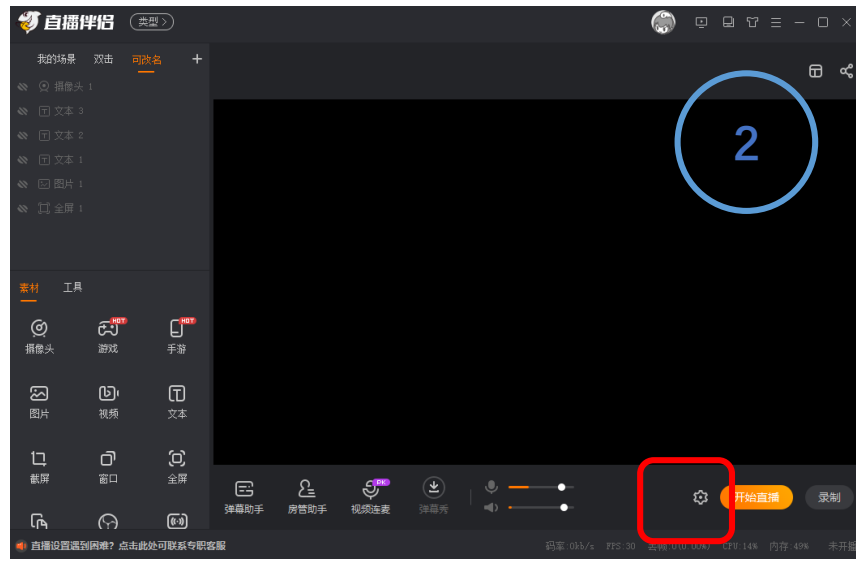 直播伴侣 类型 >
我的场景 双击 可改名 +
摄像头 1
T 文本 3
T 文本 2
T 文本 1
图片 1
全屏 1
2
素材 工具
HOT HOT
摄像头 游戏 手游
图片 视频 文本
截屏 窗口 全屏
PK
弹幕助手 房管助手 视频连麦 弹幕秀 开始直播 录制
直播设置遇到困难? 点击此处可联系专职客服 码率:0kb/s FPS:30 丢帧:0(0.00%) CPU:14% 内存:49% 未开播